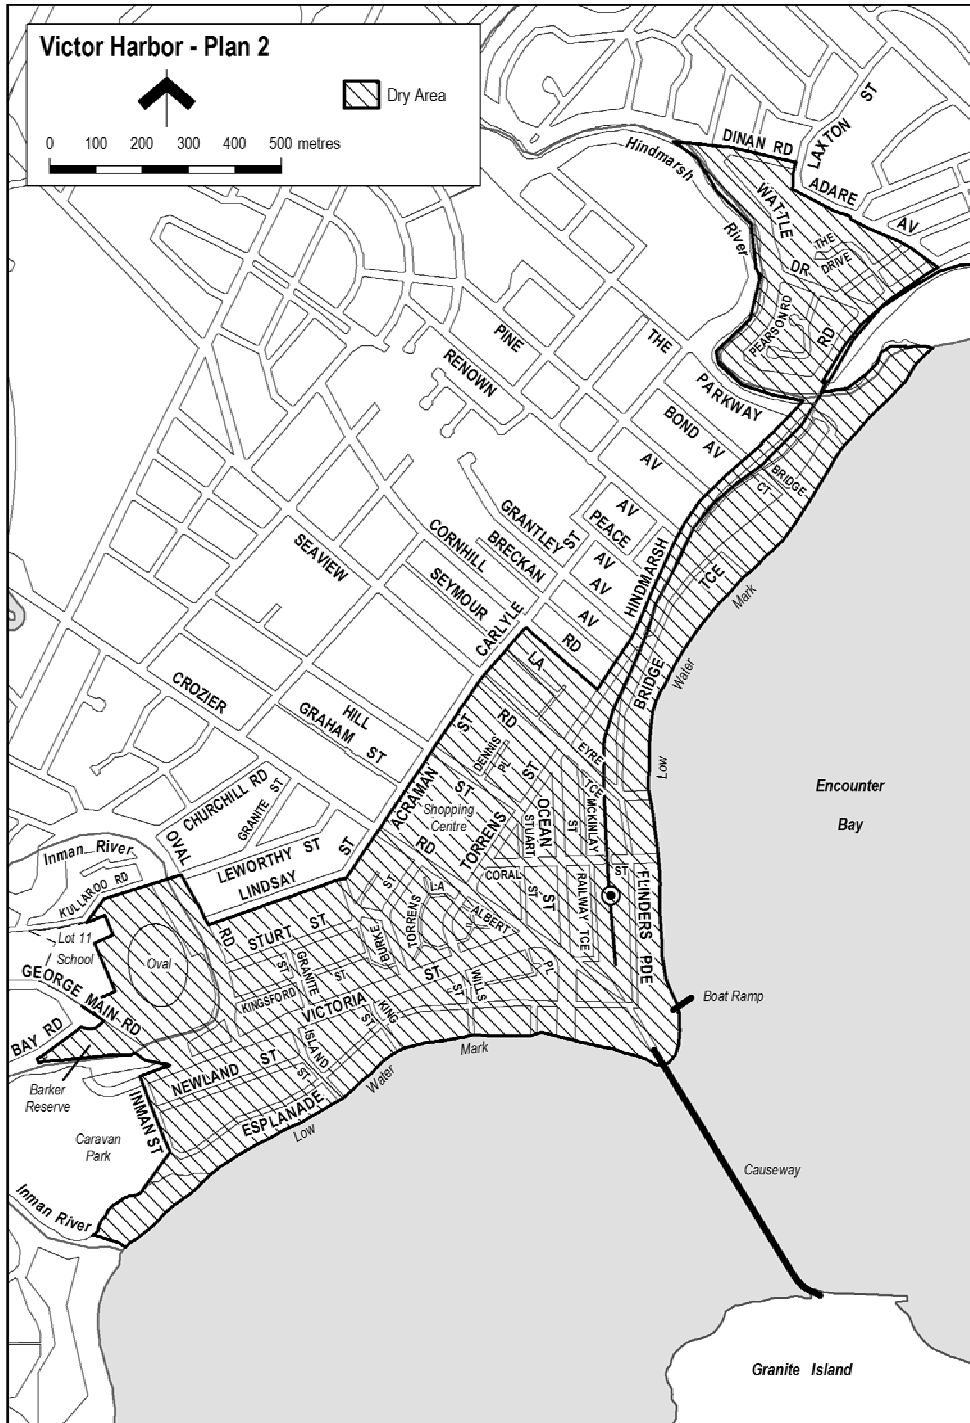 Victor Harbor - Plan 2
Dry Area
0 100 200 300 400 500 metres
DINAN RD
LAXTON ST
ADARE AV
Hindmarsh River
WATTLE DR
THE DRIVE
PEARSON RD
RD
PINE AV
THE PARKWAY
RENOWN AV
BOND AV
BRIDGE CT
GRANTLEY AV
PEACE AV
BRECKAN AV
CORNHILL RD
SEYMOUR
SEAVIEW RD
CARLYLE ST
HINDMARSH
LA
TCE
BRIDGE TCE
Low Water Mark
CROZIER RD
HILL ST
GRAHAM ST
DENNIS PL
EYRE TCE
CHURCHILL RD
GRANITE ST
OVAL RD
ACRAMAN ST
Shopping Centre
TORRENS ST
OCEAN ST
STUART ST
McKINLAY ST
Encounter Bay
Inman River
KULLAROO RD
LEWORTHY ST
LINDSAY ST
CORAL ST
RAILWAY TCE
FLINDERS PDE
Lot 11 School
Oval
STURT ST
BURKE ST
TORRENS
LA
ALBERT PL
GEORGE MAIN RD
BAY RD
KINGSFORD ST
GRANITE ST
VICTORIA ST
KING ST
WILLS ST
Boat Ramp
Barker Reserve
NEWLAND ST
ISLAND ST
INMAN ST
ESPLANADE
Low Water Mark
Caravan Park
Causeway
Inman River
Granite Island